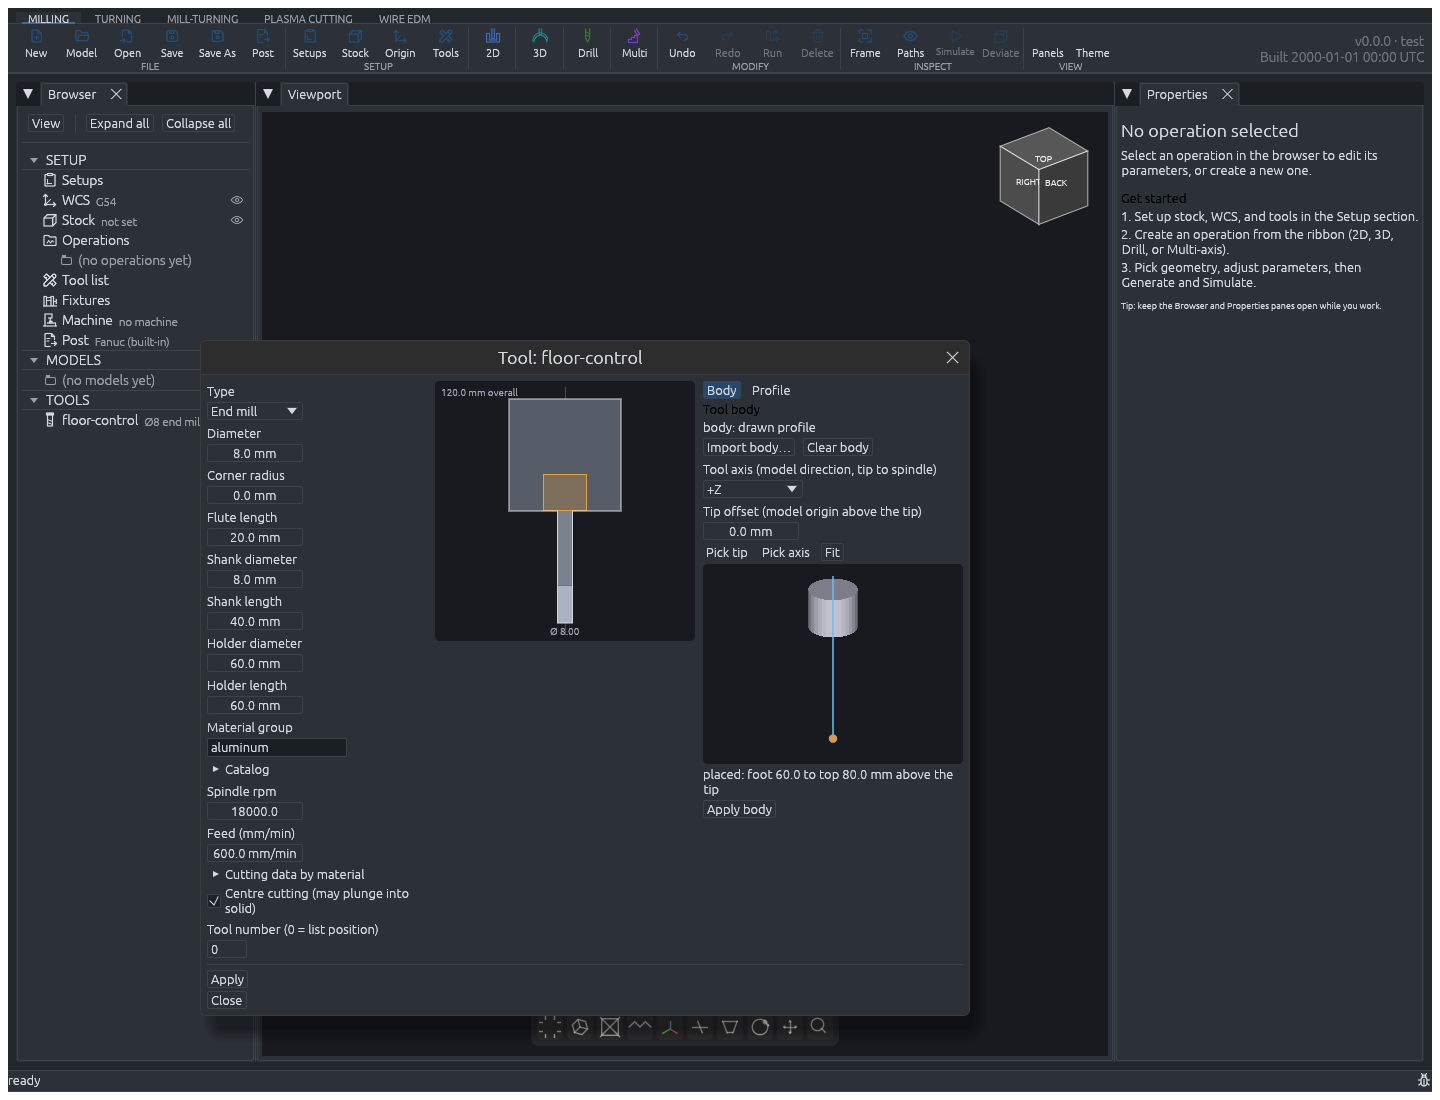 MILLING TURNING MILL-TURNING PLASMA CUTTING WIRE EDM
New Model Open Save Save As Post Setups Stock Origin Tools 2D 3D Drill Multi Undo Redo Run Delete Frame Paths Simulate Deviate Panels Theme
FILE SETUP MODIFY INSPECT VIEW
v0.0.0 · test
Built 2000-01-01 00:00 UTC
Browser
View Expand all Collapse all
SETUP
Setups
WCS G54
Stock not set
Operations
(no operations yet)
Tool list
Fixtures
Machine no machine
Post Fanuc (built-in)
MODELS
(no models yet)
TOOLS
floor-control Ø8 end mil
Viewport
TOP
RIGHT BACK
Properties
No operation selected
Select an operation in the browser to edit its
parameters, or create a new one.
Get started
1. Set up stock, WCS, and tools in the Setup section.
2. Create an operation from the ribbon (2D, 3D,
Drill, or Multi-axis).
3. Pick geometry, adjust parameters, then
Generate and Simulate.
Tip: keep the Browser and Properties panes open while you work.
Tool: floor-control
Type
End mill
Diameter
8.0 mm
Corner radius
0.0 mm
Flute length
20.0 mm
Shank diameter
8.0 mm
Shank length
40.0 mm
Holder diameter
60.0 mm
Holder length
60.0 mm
Material group
aluminum
Catalog
Spindle rpm
18000.0
Feed (mm/min)
600.0 mm/min
Cutting data by material
Centre cutting (may plunge into
solid)
Tool number (0 = list position)
0
Apply
Close
120.0 mm overall
Ø 8.00
Body Profile
Tool body
body: drawn profile
Import body... Clear body
Tool axis (model direction, tip to spindle)
+Z
Tip offset (model origin above the tip)
0.0 mm
Pick tip Pick axis Fit
placed: foot 60.0 to top 80.0 mm above the
tip
Apply body
ready